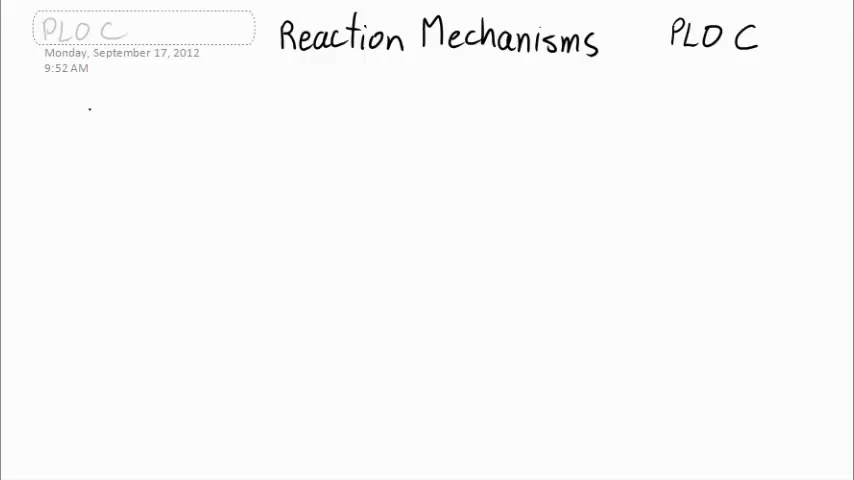 PLO C
Reaction Mechanisms PLO C
Monday, September 17, 2012
9:52 AM